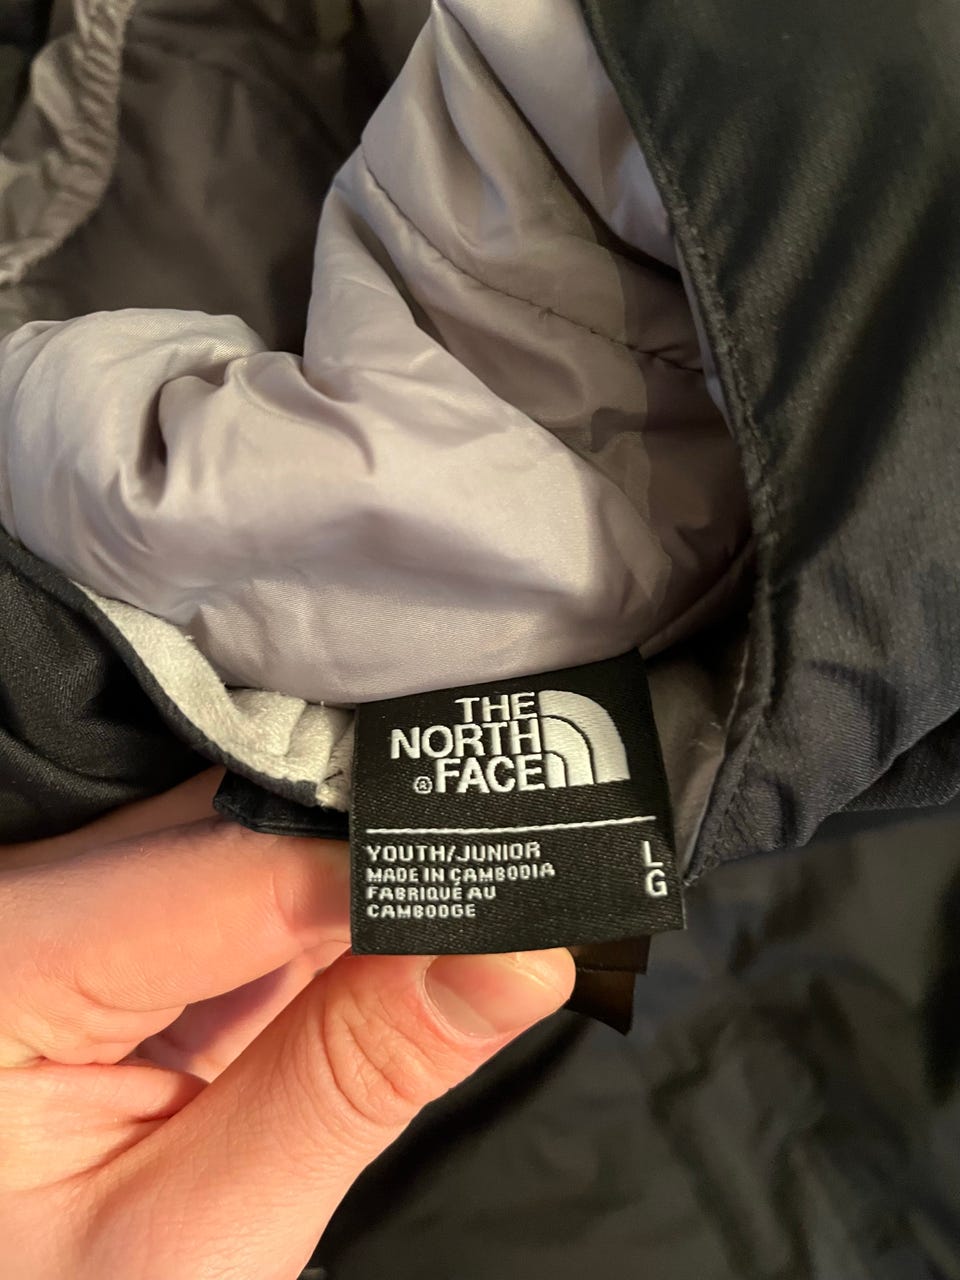 THE
NORTH
® FACE
YOUTH/JUNIOR
MADE IN CAMBODIA
FABRIQUÉ AU
CAMBODGE
L
G